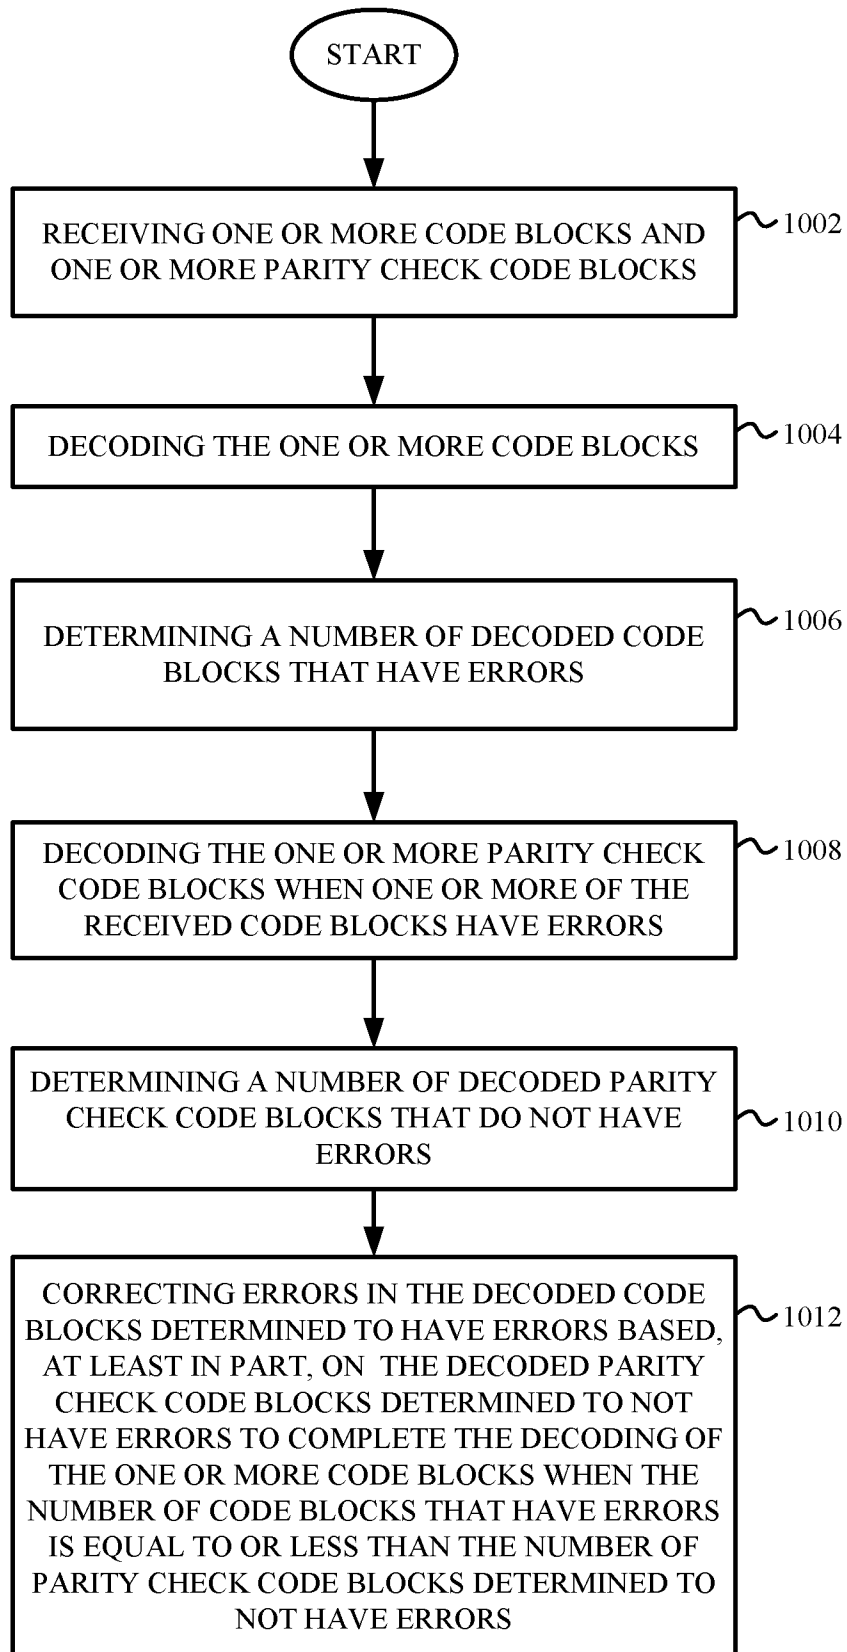 START
RECEIVING ONE OR MORE CODE BLOCKS AND
ONE OR MORE PARITY CHECK CODE BLOCKS
1002
DECODING THE ONE OR MORE CODE BLOCKS
1004
DETERMINING A NUMBER OF DECODED CODE
BLOCKS THAT HAVE ERRORS
1006
DECODING THE ONE OR MORE PARITY CHECK
CODE BLOCKS WHEN ONE OR MORE OF THE
RECEIVED CODE BLOCKS HAVE ERRORS
1008
DETERMINING A NUMBER OF DECODED PARITY
CHECK CODE BLOCKS THAT DO NOT HAVE
ERRORS
1010
CORRECTING ERRORS IN THE DECODED CODE
BLOCKS DETERMINED TO HAVE ERRORS BASED,
AT LEAST IN PART, ON THE DECODED PARITY
CHECK CODE BLOCKS DETERMINED TO NOT
HAVE ERRORS TO COMPLETE THE DECODING OF
THE ONE OR MORE CODE BLOCKS WHEN THE
NUMBER OF CODE BLOCKS THAT HAVE ERRORS
IS EQUAL TO OR LESS THAN THE NUMBER OF
PARITY CHECK CODE BLOCKS DETERMINED TO
NOT HAVE ERRORS
1012